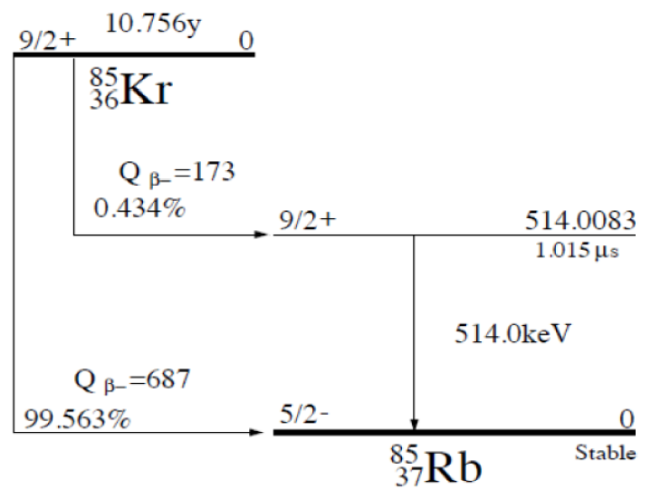 9/2+ 10.756y 0
85
36Kr
Q β−=173
0.434%
9/2+ 514.0083
1.015 μs
514.0keV
Q β−=687
99.563%
5/2- 0
85
37Rb
Stable